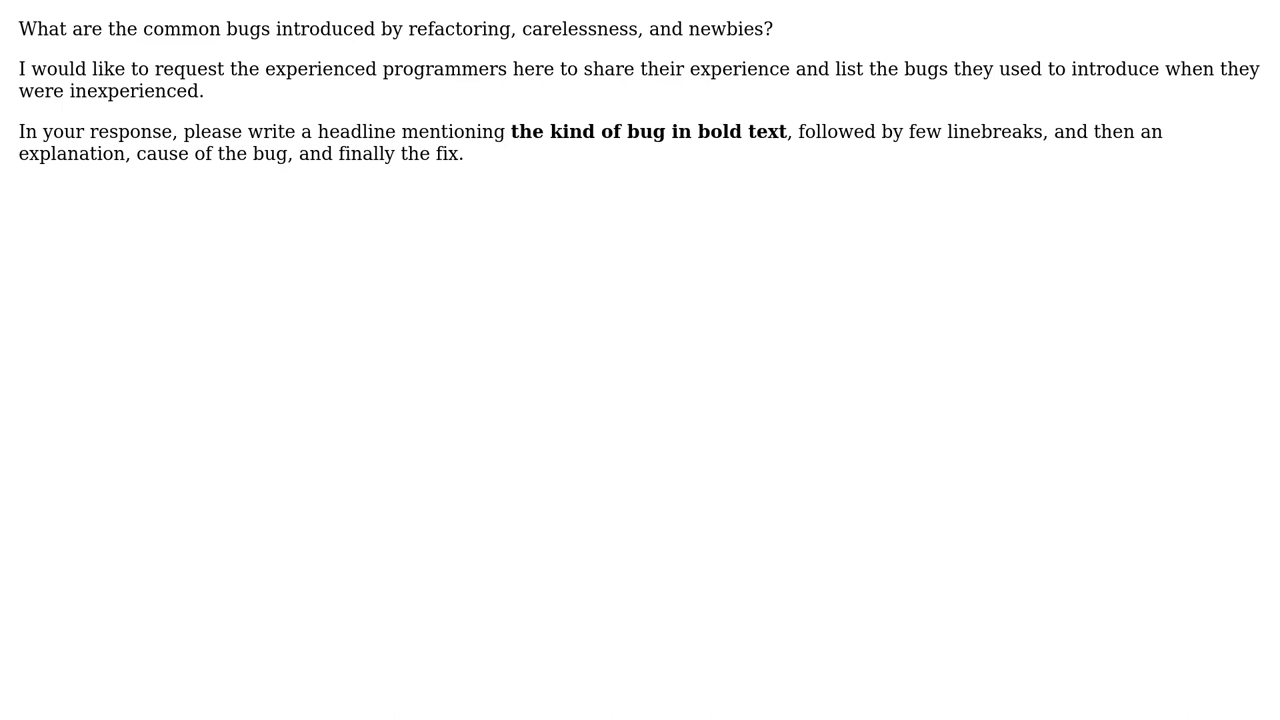 What are the common bugs introduced by refactoring, carelessness, and newbies?
I would like to request the experienced programmers here to share their experience and list the bugs they used to introduce when they
were inexperienced.
In your response, please write a headline mentioning the kind of bug in bold text, followed by few linebreaks, and then an
explanation, cause of the bug, and finally the fix.